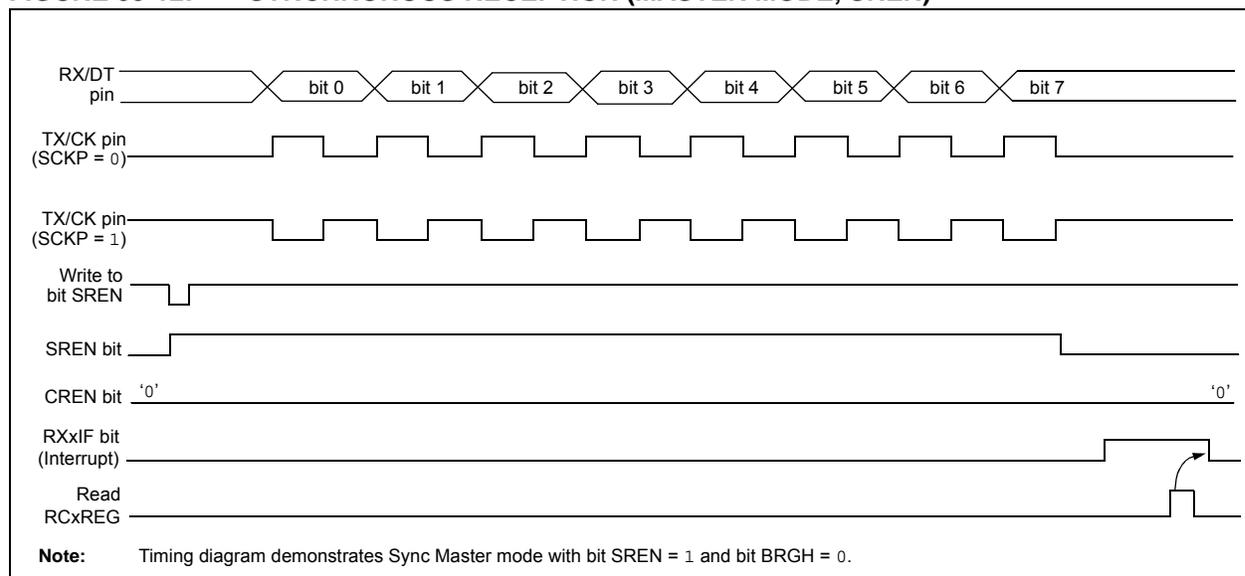 RX/DT
pin
bit 0 bit 1 bit 2 bit 3 bit 4 bit 5 bit 6 bit 7
TX/CK pin
(SCKP = 0)
TX/CK pin
(SCKP = 1)
Write to
bit SREN
SREN bit
CREN bit ‘0’ ‘0’
RXxIF bit
(Interrupt)
Read
RCxREG
Note: Timing diagram demonstrates Sync Master mode with bit SREN = 1 and bit BRGH = 0.